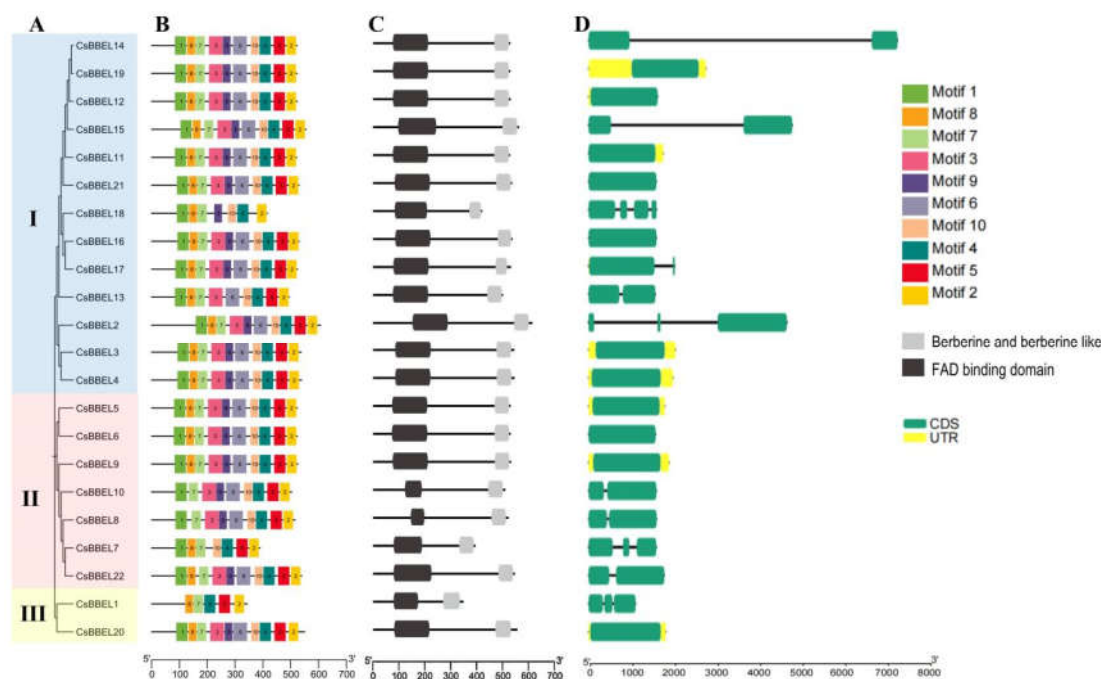 A B C D
CsBBEL14
CsBBEL19
CsBBEL12
CsBBEL15
CsBBEL11
CsBBEL21
CsBBEL18
CsBBEL16
CsBBEL17
CsBBEL13
CsBBEL2
CsBBEL3
CsBBEL4
CsBBEL5
CsBBEL6
CsBBEL9
CsBBEL10
CsBBEL8
CsBBEL7
CsBBEL22
CsBBEL1
CsBBEL20
I
II
III
5' 3'
0 100 200 300 400 500 600 700
5' 3'
0 100 200 300 400 500 600 700
5' 3'
0 1000 2000 3000 4000 5000 6000 7000 8000
Motif 1
Motif 8
Motif 7
Motif 3
Motif 9
Motif 6
Motif 10
Motif 4
Motif 5
Motif 2
Berberine and berberine like
FAD binding domain
CDS
UTR